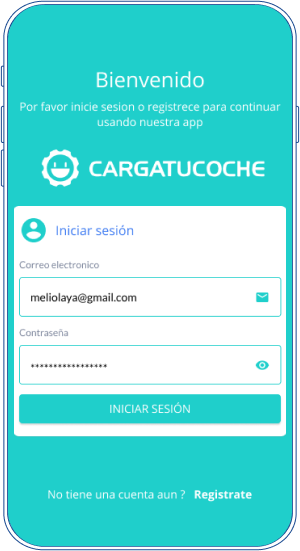 Bienvenido
Por favor inicie sesion o registrece para continuar
usando nuestra app
CARGATUCOCHE
Iniciar sesión
Correo electronico
meliolaya@gmail.com
Contraseña
*****************
INICIAR SESIÓN
No tiene una cuenta aun ? Registrate